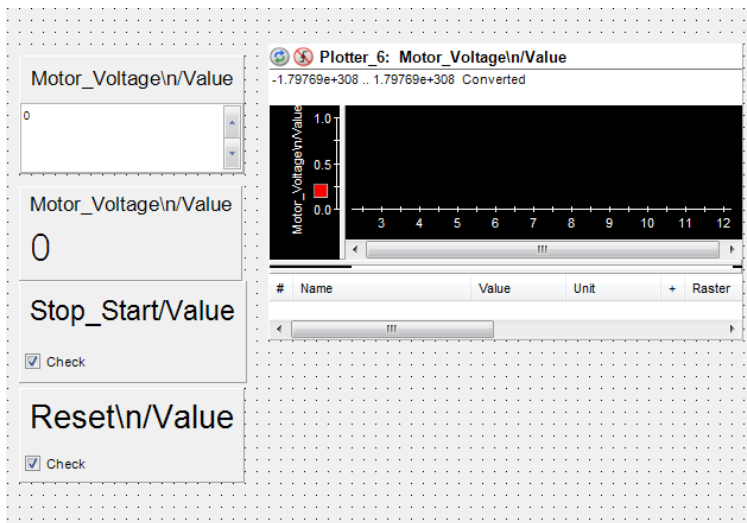 Motor_Voltage\n/Value
0
Motor_Voltage\n/Value
0
Stop_Start/Value
Check
Reset\n/Value
Check
Plotter_6: Motor_Voltage\n/Value
-1.79769e+308 .. 1.79769e+308 Converted
Motor_Voltage\n/Value
1.0
0.5
0.0
3 4 5 6 7 8 9 10 11 12
# Name Value Unit + Raster